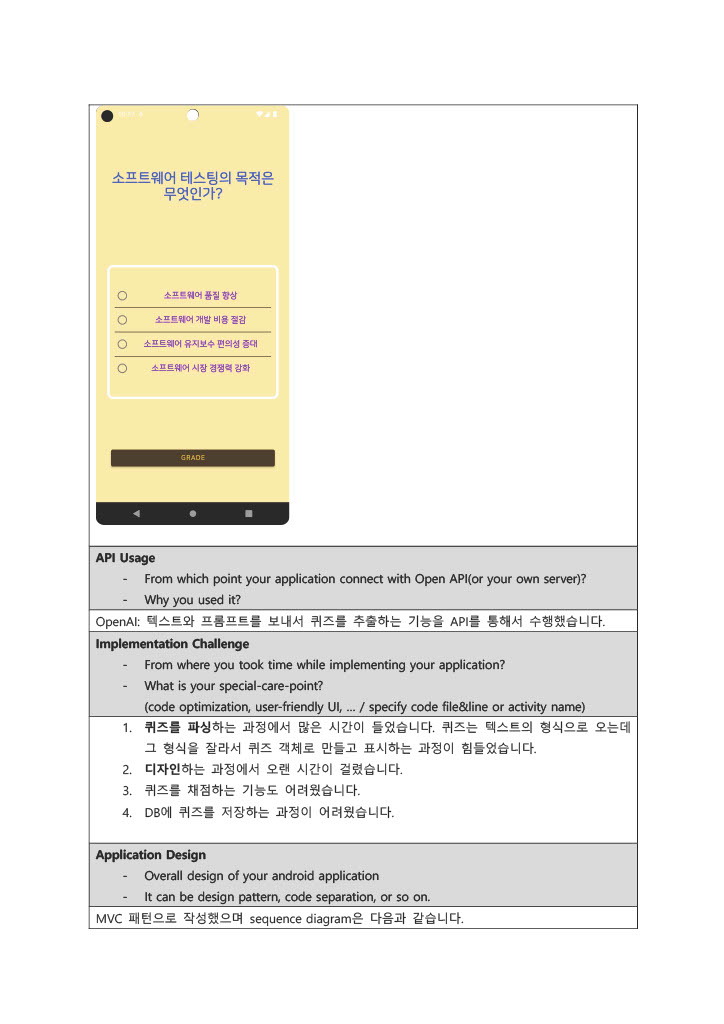 소프트웨어 테스팅의 목적은
무엇인가?
소프트웨어 품질 향상
소프트웨어 개발 비용 절감
소프트웨어 유지보수 편의성 증대
소프트웨어 시장 경쟁력 강화
GRADE
API Usage
- From which point your application connect with Open API(or your own server)?
- Why you used it?
OpenAI: 텍스트와 프롬프트를 보내서 퀴즈를 추출하는 기능을 API를 통해서 수행했습니다.
Implementation Challenge
- From where you took time while implementing your application?
- What is your special-care-point?
(code optimization, user-friendly UI, … / specify code file&line or activity name)
1. 퀴즈를 파싱하는 과정에서 많은 시간이 들었습니다. 퀴즈는 텍스트의 형식으로 오는데
그 형식을 잘라서 퀴즈 객체로 만들고 표시하는 과정이 힘들었습니다.
2. 디자인하는 과정에서 오랜 시간이 걸렸습니다.
3. 퀴즈를 채점하는 기능도 어려웠습니다.
4. DB에 퀴즈를 저장하는 과정이 어려웠습니다.
Application Design
- Overall design of your android application
- It can be design pattern, code separation, or so on.
MVC 패턴으로 작성했으며 sequence diagram은 다음과 같습니다.